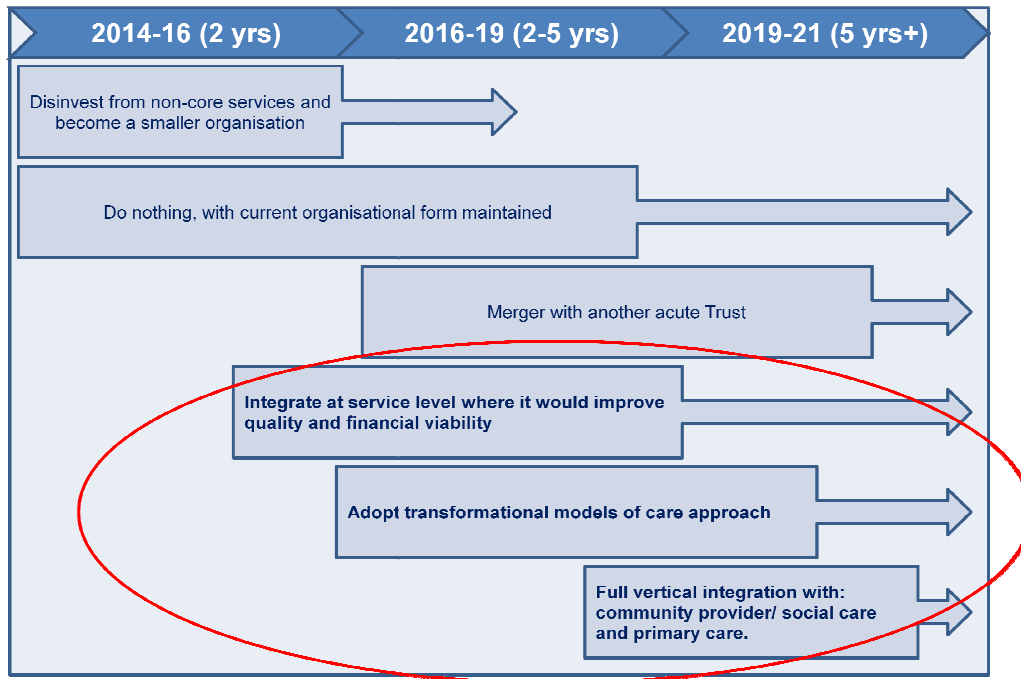 2014-16 (2 yrs) 2016-19 (2-5 yrs) 2019-21 (5 yrs+)
Disinvest from non-core services and
become a smaller organisation
Do nothing, with current organisational form maintained
Merger with another acute Trust
Integrate at service level where it would improve
quality and financial viability
Adopt transformational models of care approach
Full vertical integration with:
community provider/ social care
and primary care.